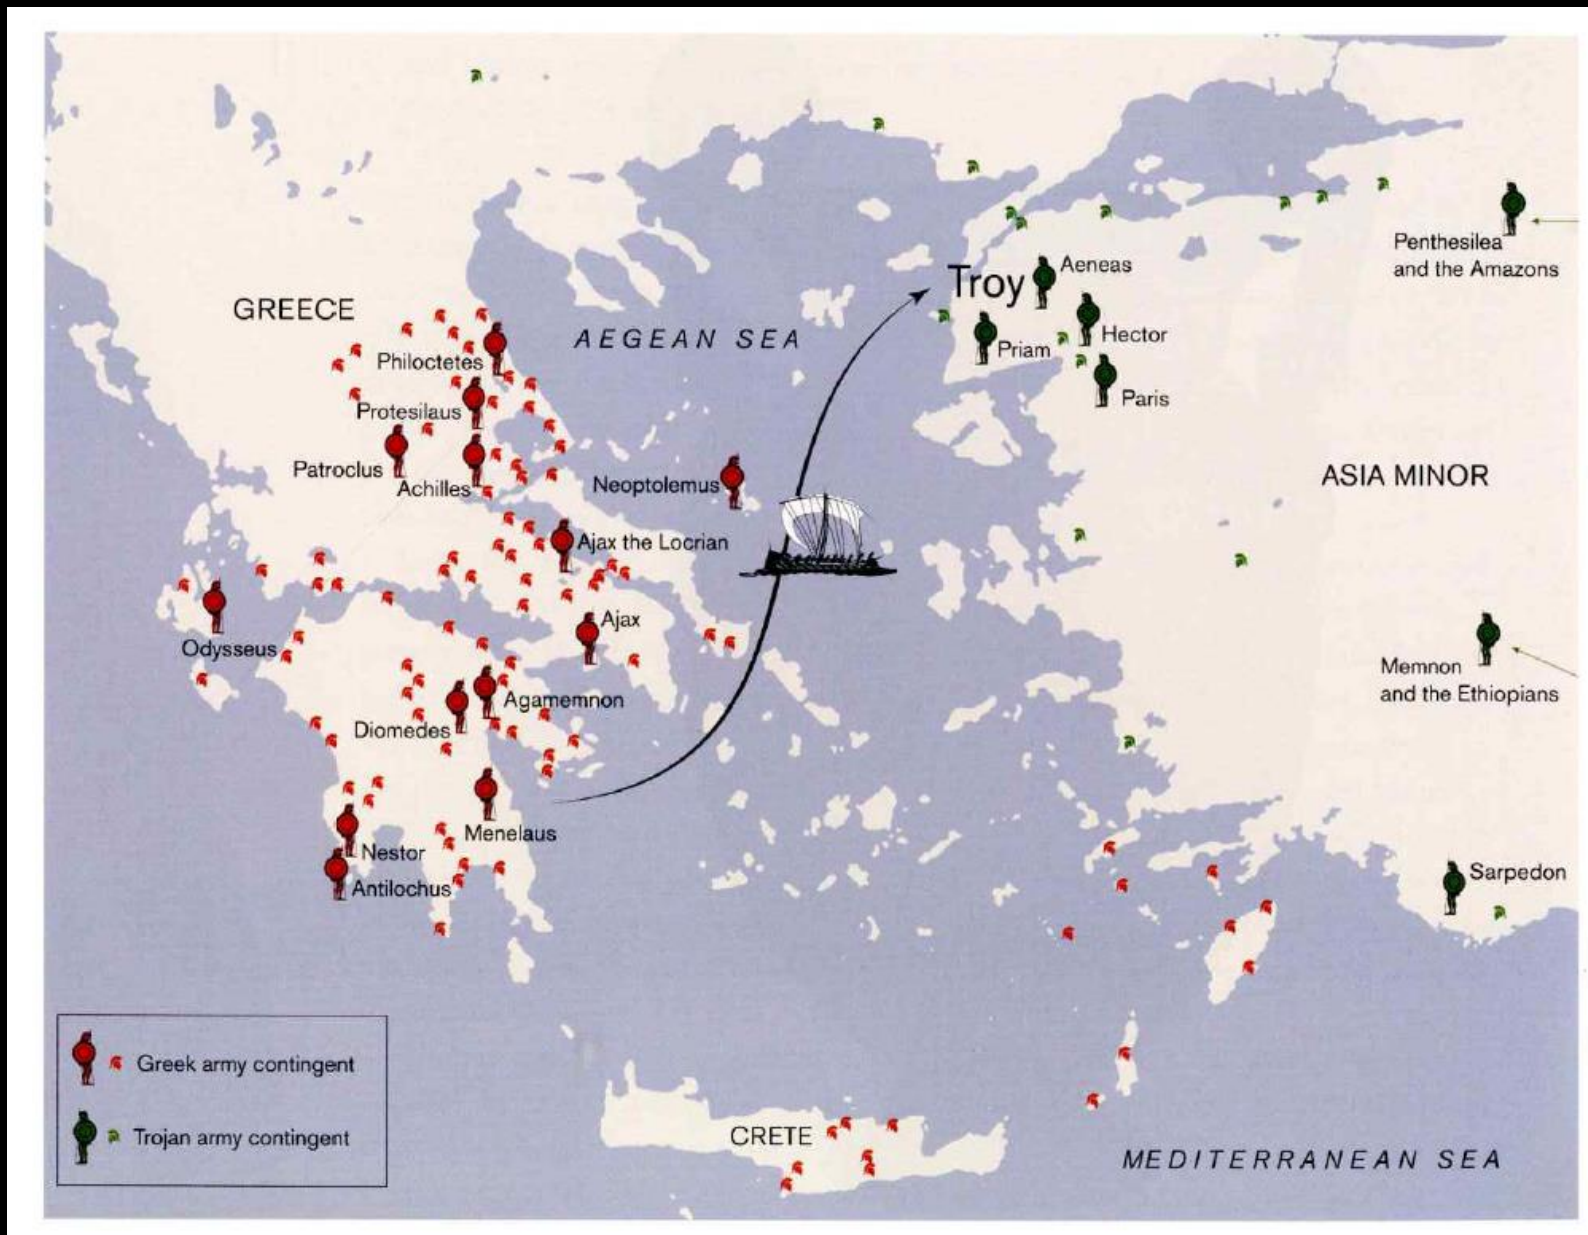 Penthesilea
and the Amazons
Aeneas
Troy
GREECE
AEGEAN SEA
Hector
Priam
Philoctetes
Paris
Protesilaus
Patroclus
ASIA MINOR
Achilles
Neoptolemus
Ajax the Locrian
Ajax
Odysseus
Memnon
and the Ethiopians
Agamemnon
Diomedes
Menelaus
Nestor
Sarpedon
Antilochus
Greek army contingent
Trojan army contingent
CRETE
MEDITERRANEAN SEA